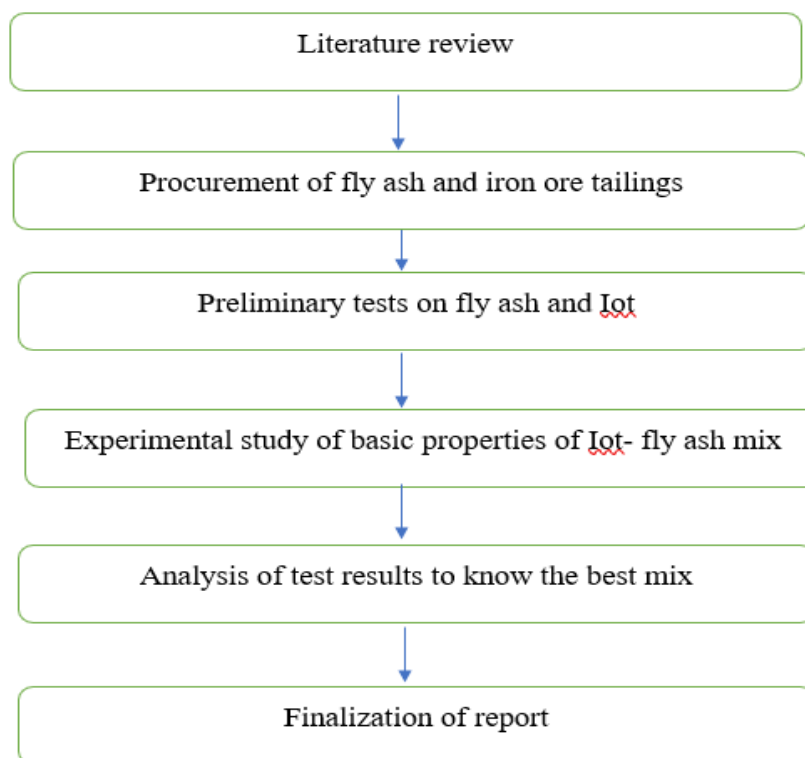 Literature review
Procurement of fly ash and iron ore tailings
Preliminary tests on fly ash and Iot
Experimental study of basic properties of Iot- fly ash mix
Analysis of test results to know the best mix
Finalization of report